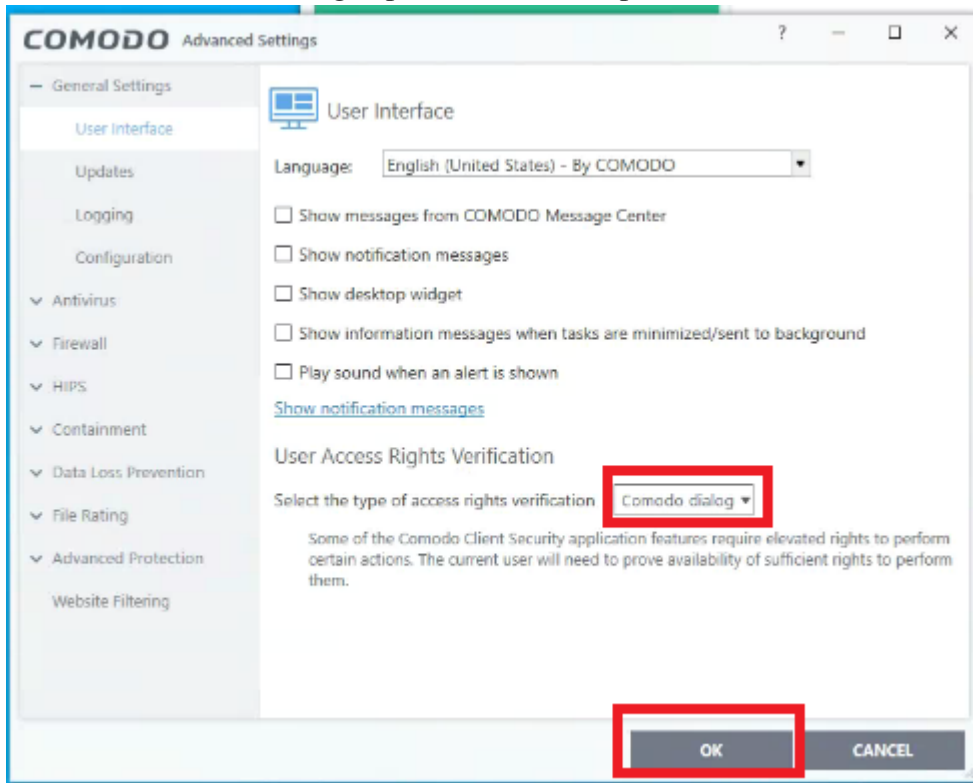 COMODO Advanced Settings
?
General Settings
User Interface
Updates
Logging
Configuration
Antivirus
Firewall
HIPS
Containment
Data Loss Prevention
File Rating
Advanced Protection
Website Filtering
User Interface
Language: English (United States) - By COMODO
Show messages from COMODO Message Center
Show notification messages
Show desktop widget
Show information messages when tasks are minimized/sent to background
Play sound when an alert is shown
Show notification messages
User Access Rights Verification
Select the type of access rights verification Comodo dialog
Some of the Comodo Client Security application features require elevated rights to perform
certain actions. The current user will need to prove availability of sufficient rights to perform
them.
OK
CANCEL